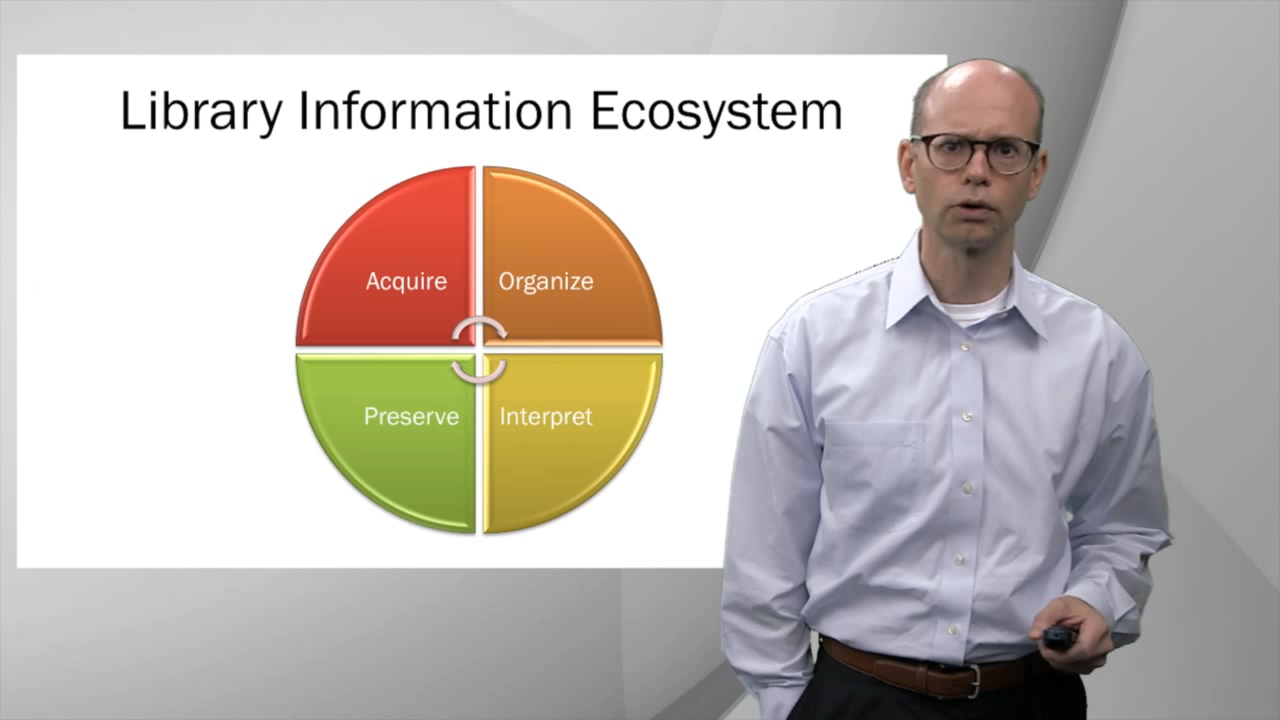 Library Information Ecosystem
Acquire
Organize
Preserve
Interpret